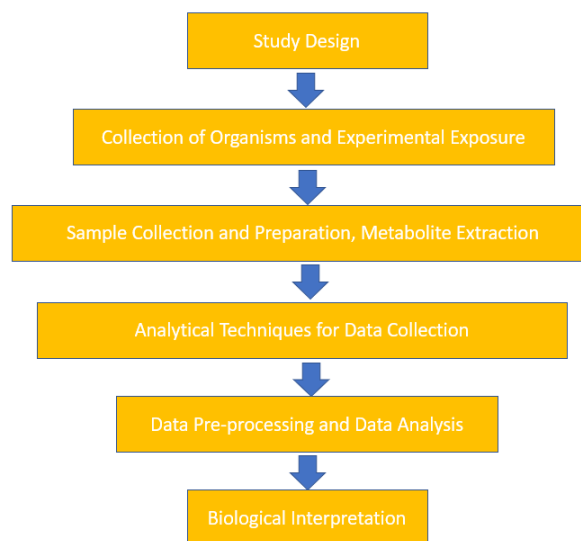 Study Design
Collection of Organisms and Experimental Exposure
Sample Collection and Preparation, Metabolite Extraction
Analytical Techniques for Data Collection
Data Pre-processing and Data Analysis
Biological Interpretation